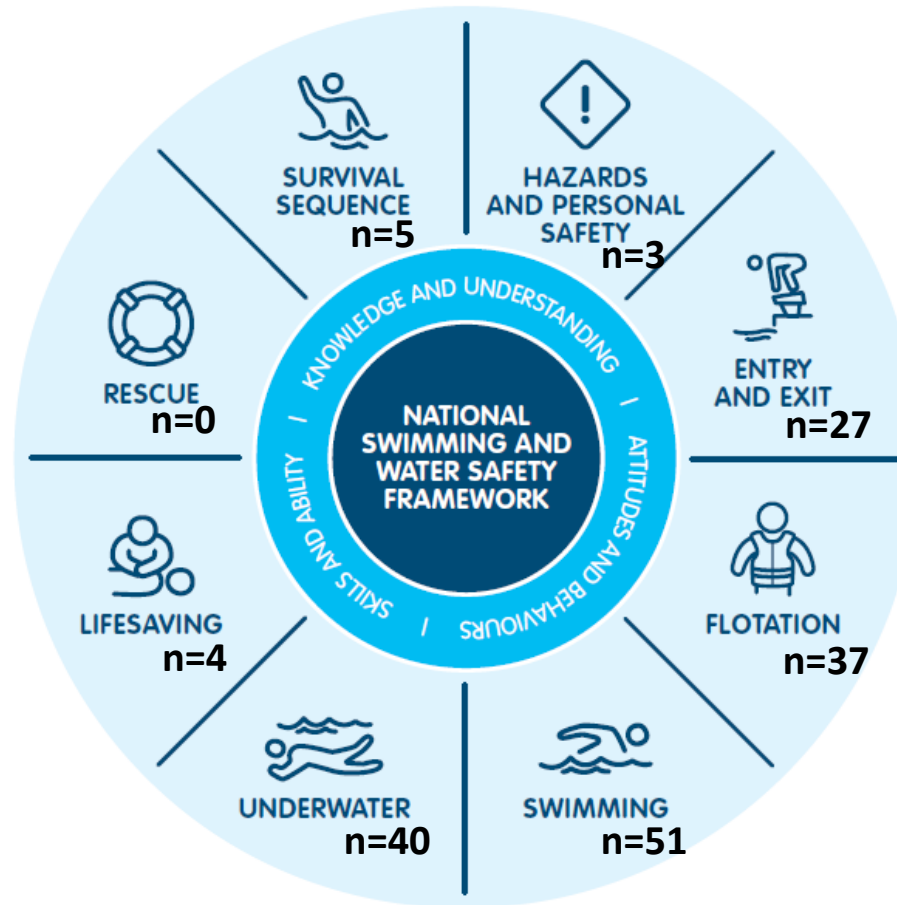 SURVIVAL
SEQUENCE
n=5
HAZARDS
AND PERSONAL
SAFETY
n=3
ENTRY
AND EXIT
n=27
FLOTATION
n=37
SWIMMING
n=51
UNDERWATER
n=40
LIFESAVING
n=4
RESCUE
n=0
KNOWLEDGE AND UNDERSTANDING |
ATTITUDES AND BEHAVIOURS |
SKILLS AND ABILITY |
NATIONAL
SWIMMING AND
WATER SAFETY
FRAMEWORK